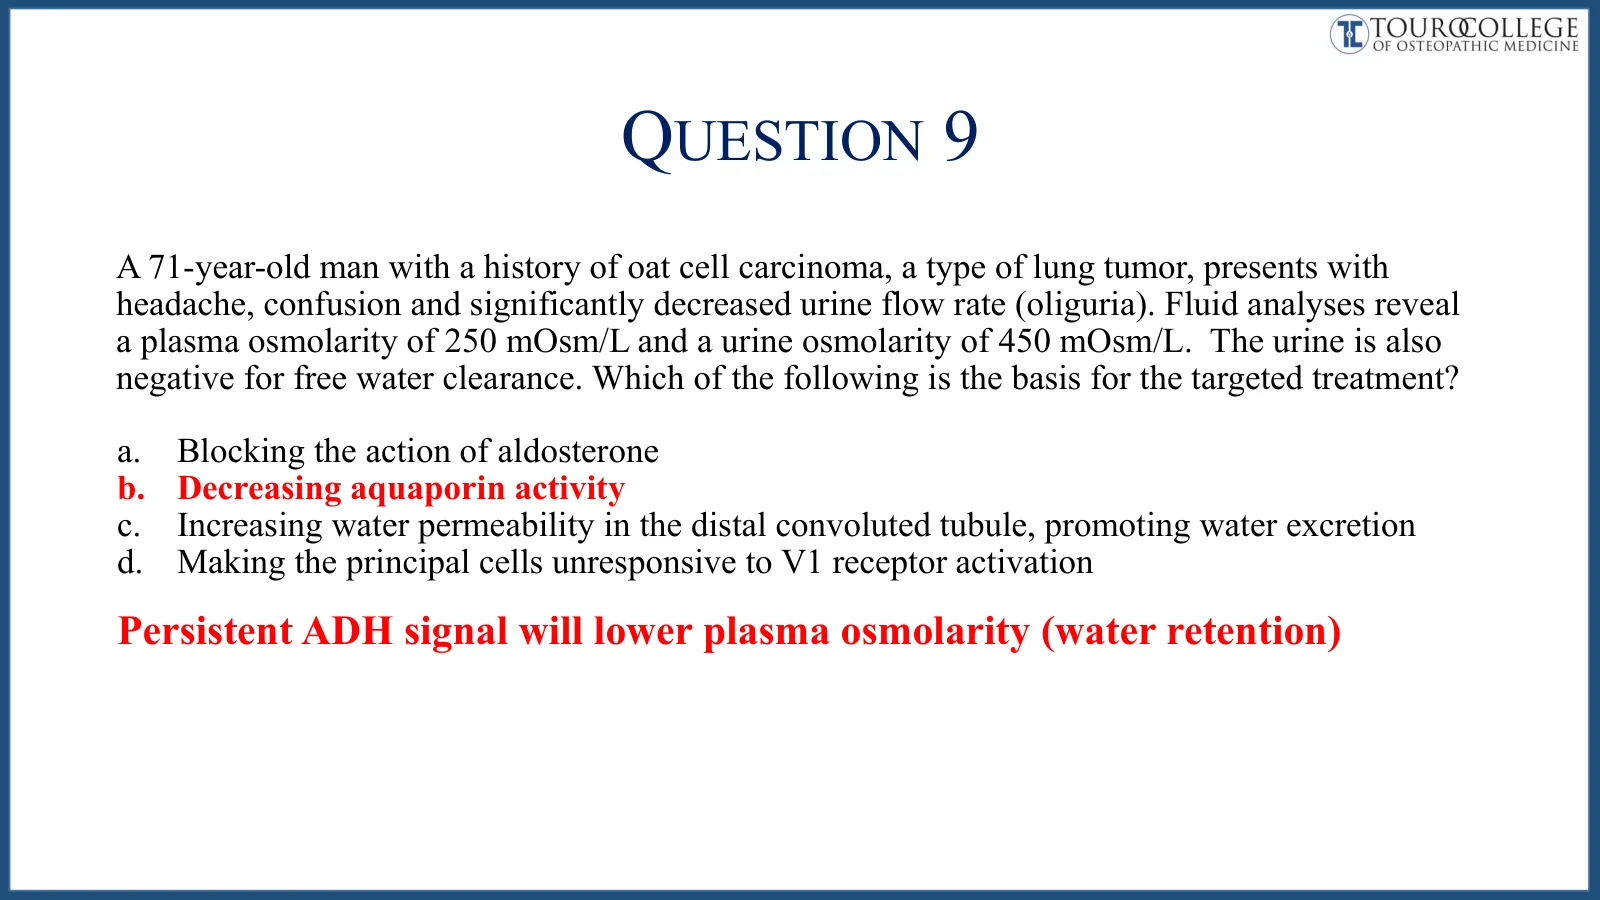 TOUROCOLLEGE
OF OSTEOPATHIC MEDICINE
QUESTION 9
A 71-year-old man with a history of oat cell carcinoma, a type of lung tumor, presents with
headache, confusion and significantly decreased urine flow rate (oliguria). Fluid analyses reveal
a plasma osmolarity of 250 mOsm/L and a urine osmolarity of 450 mOsm/L.  The urine is also
negative for free water clearance. Which of the following is the basis for the targeted treatment?
a. Blocking the action of aldosterone
b. Decreasing aquaporin activity
c. Increasing water permeability in the distal convoluted tubule, promoting water excretion
d. Making the principal cells unresponsive to V1 receptor activation
Persistent ADH signal will lower plasma osmolarity (water retention)